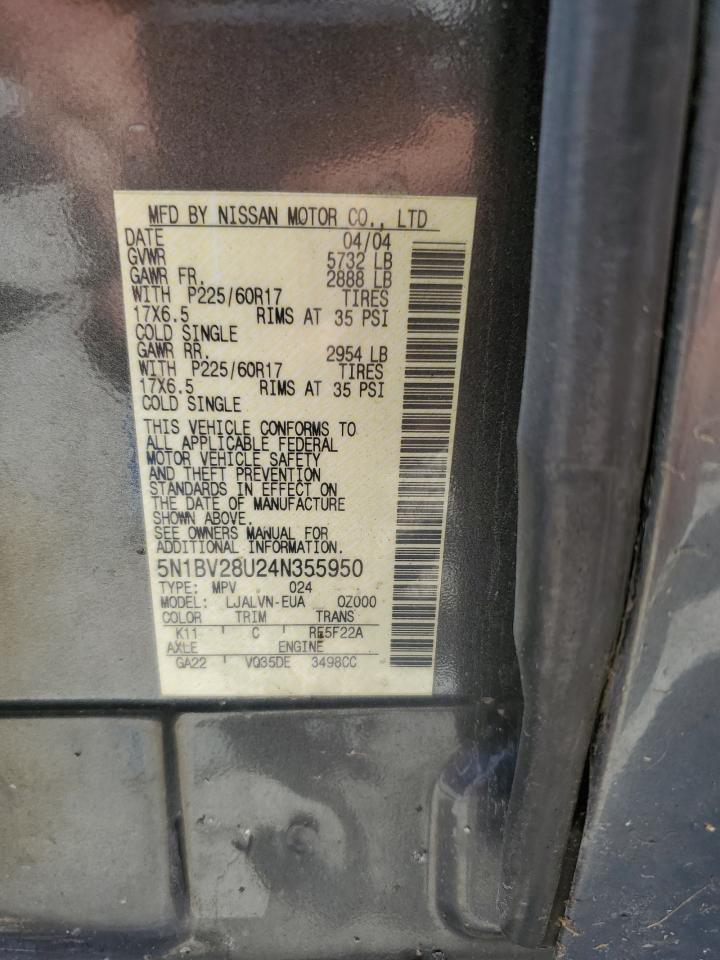 MFD BY NISSAN MOTOR CO., LTD
DATE 04/04
GVWR 5732 LB
GAWR FR. 2888 LB
WITH P225/60R17 TIRES
17X6.5 RIMS AT 35 PSI
COLD SINGLE
GAWR RR. 2954 LB
WITH P225/60R17 TIRES
17X6.5 RIMS AT 35 PSI
COLD SINGLE
THIS VEHICLE CONFORMS TO
ALL APPLICABLE FEDERAL
MOTOR VEHICLE SAFETY
AND THEFT PREVENTION
STANDARDS IN EFFECT ON
THE DATE OF MANUFACTURE
SHOWN ABOVE.
SEE OWNERS MANUAL FOR
ADDITIONAL INFORMATION.
5N1BV28U24N355950
TYPE: MPV 024
MODEL: LJALVN-EUA 0Z000
COLOR TRIM TRANS
K11 C RE5F22A
AXLE ENGINE
GA22 VQ35DE 3498CC